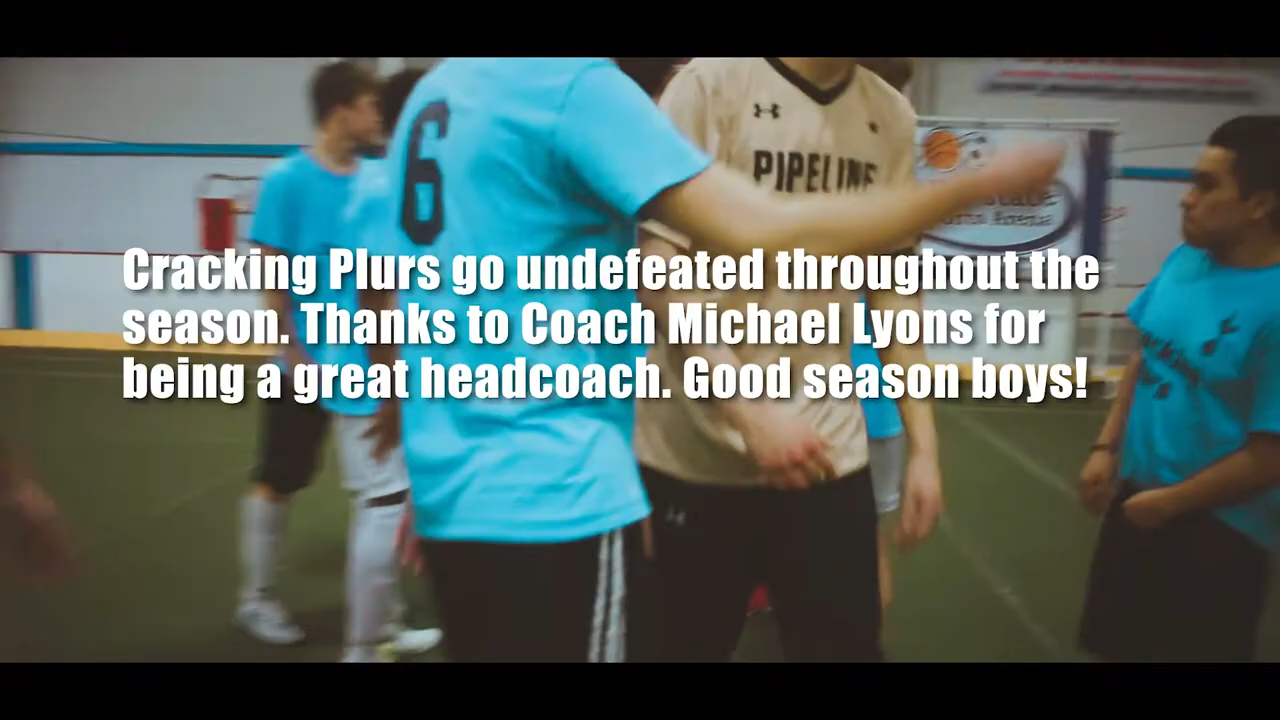 6
PIPELINE
Cracking Plurs go undefeated throughout the
season. Thanks to Coach Michael Lyons for
being a great headcoach. Good season boys!